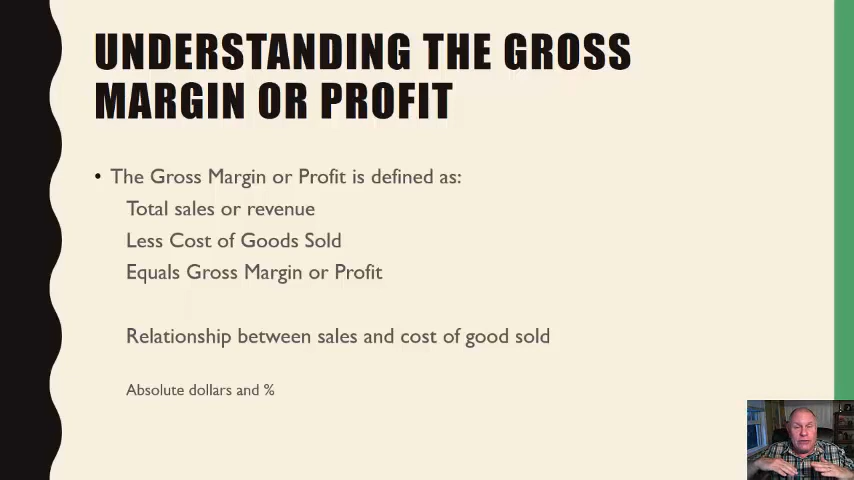 UNDERSTANDING THE GROSS
MARGIN OR PROFIT
• The Gross Margin or Profit is defined as:
Total sales or revenue
Less Cost of Goods Sold
Equals Gross Margin or Profit
Relationship between sales and cost of good sold
Absolute dollars and %